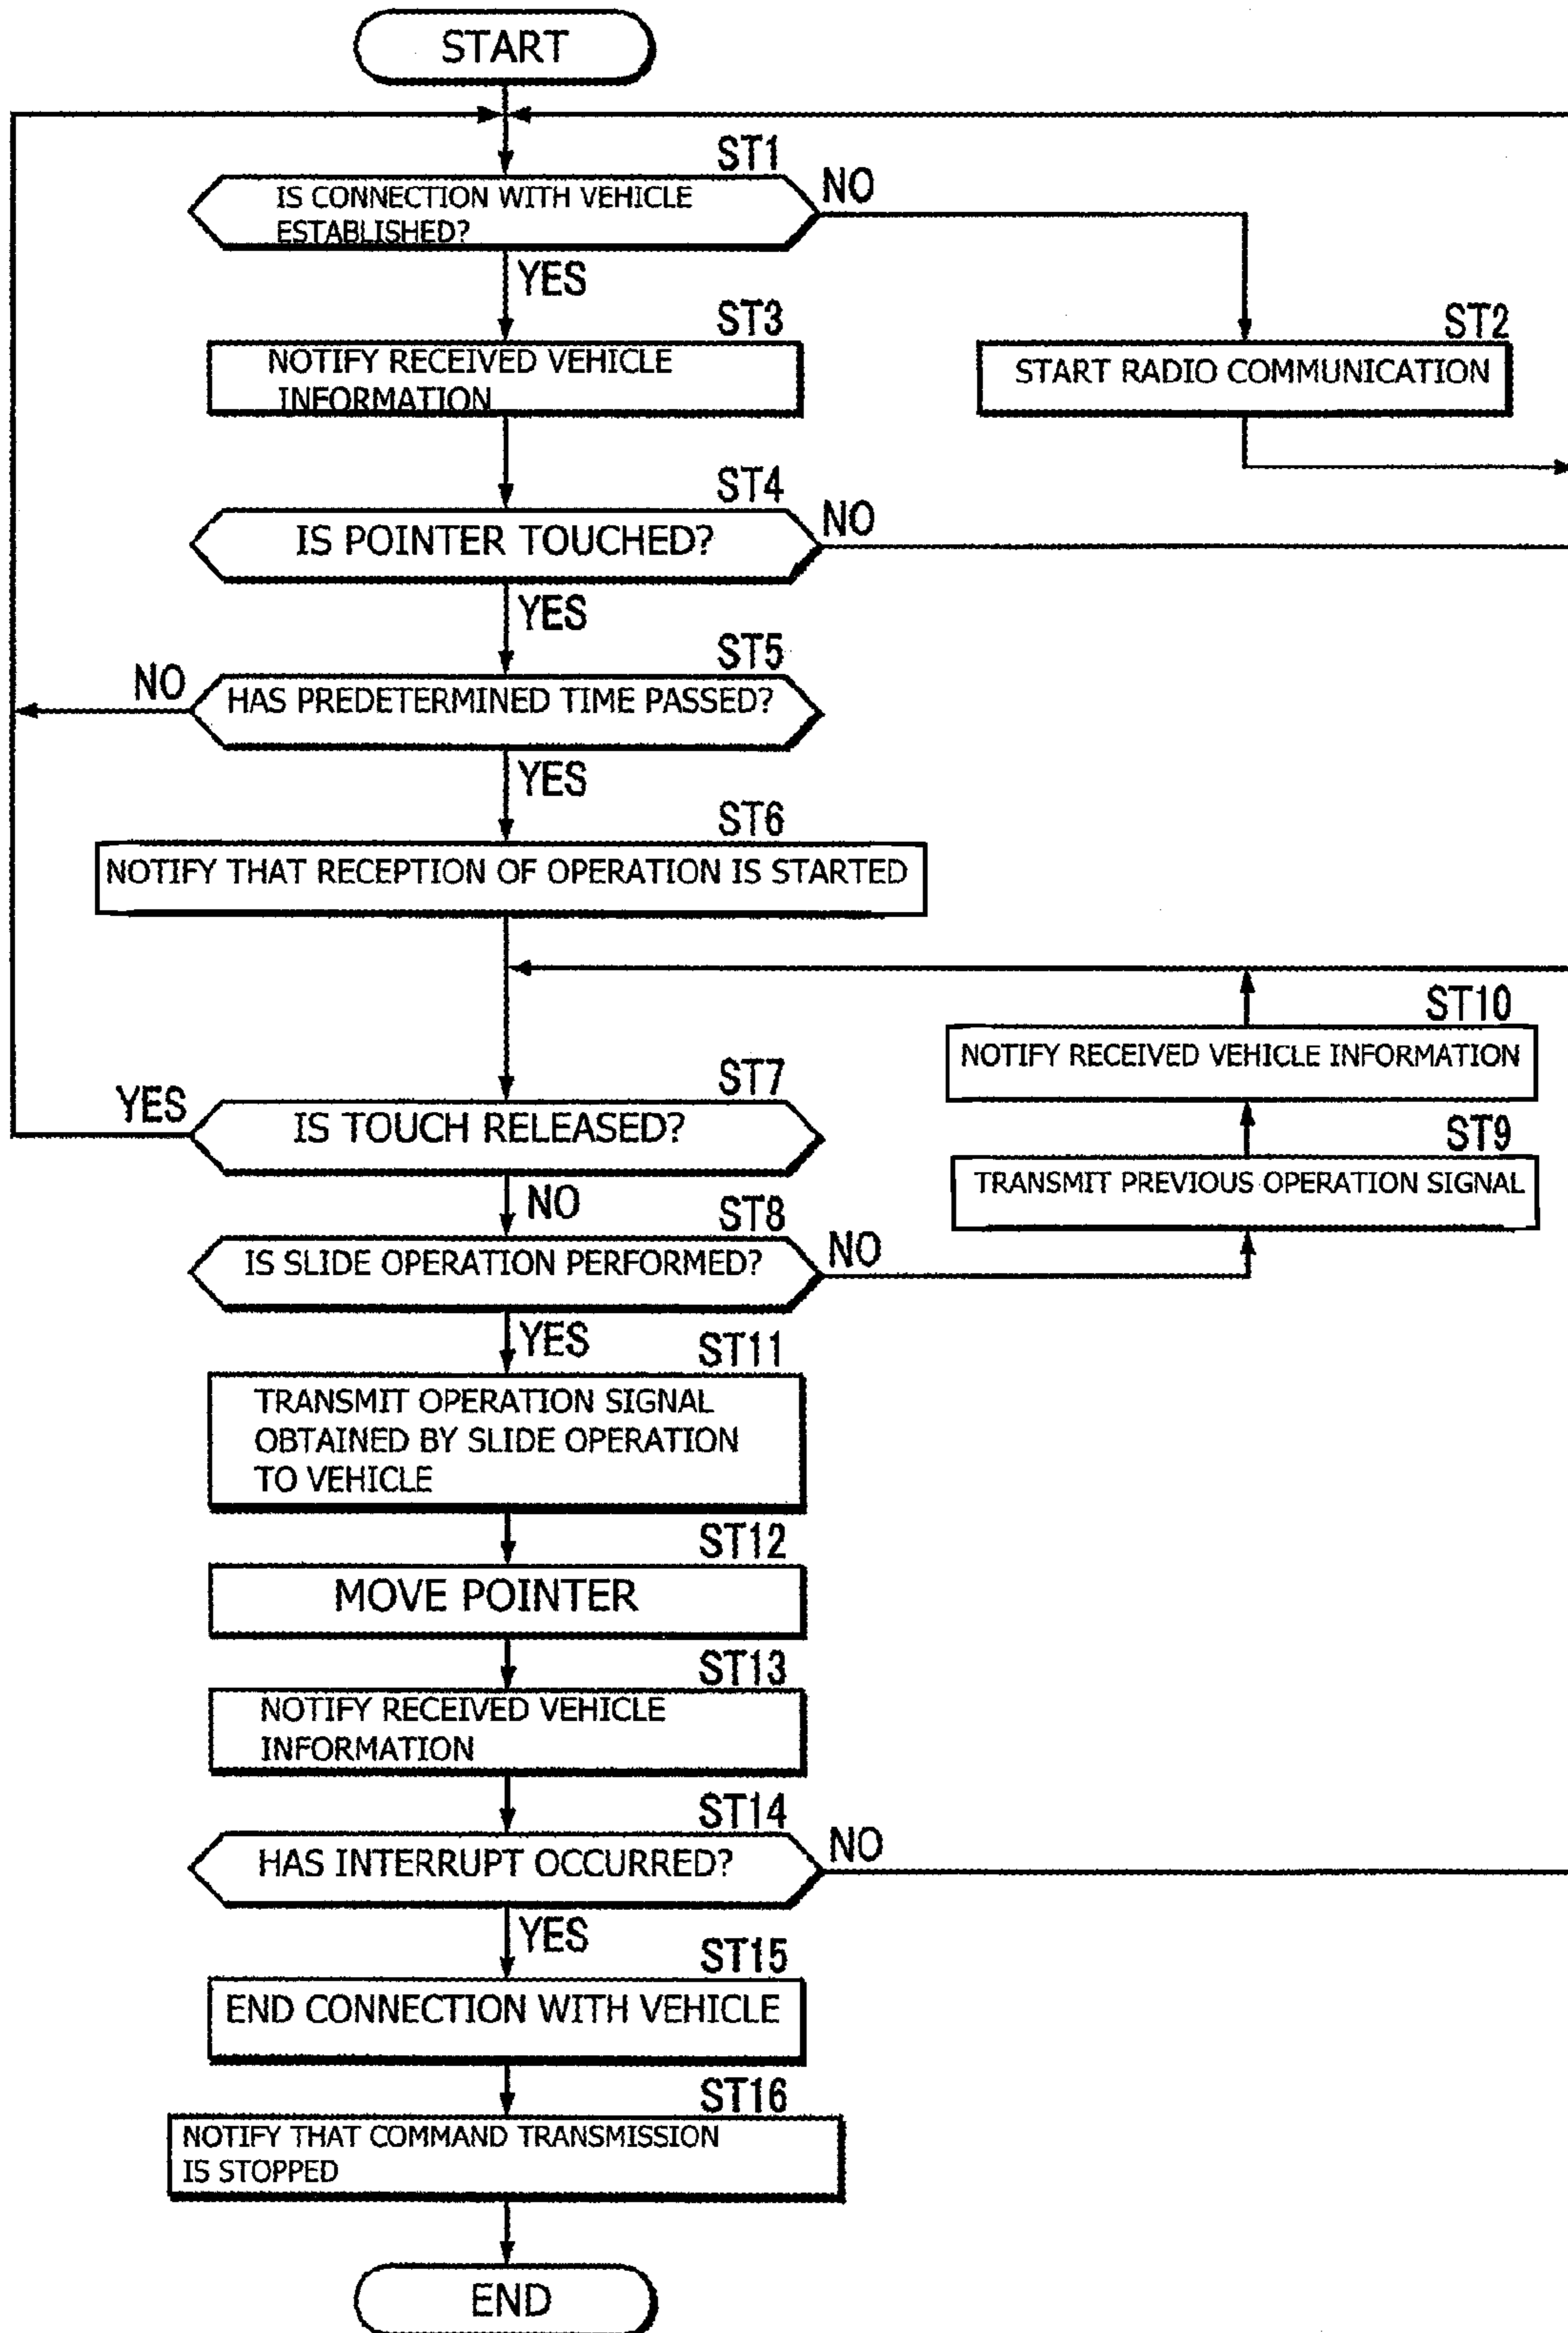 START
ST1
IS CONNECTION WITH VEHICLE
ESTABLISHED?
NO
YES
ST3
NOTIFY RECEIVED VEHICLE
INFORMATION
ST2
START RADIO COMMUNICATION
ST4
IS POINTER TOUCHED?
NO
YES
ST5
HAS PREDETERMINED TIME PASSED?
NO
YES
ST6
NOTIFY THAT RECEPTION OF OPERATION IS STARTED
ST10
NOTIFY RECEIVED VEHICLE INFORMATION
ST7
IS TOUCH RELEASED?
YES
NO
ST9
TRANSMIT PREVIOUS OPERATION SIGNAL
ST8
IS SLIDE OPERATION PERFORMED?
NO
YES
ST11
TRANSMIT OPERATION SIGNAL
OBTAINED BY SLIDE OPERATION
TO VEHICLE
ST12
MOVE POINTER
ST13
NOTIFY RECEIVED VEHICLE
INFORMATION
ST14
HAS INTERRUPT OCCURRED?
NO
YES
ST15
END CONNECTION WITH VEHICLE
ST16
NOTIFY THAT COMMAND TRANSMISSION
IS STOPPED
END